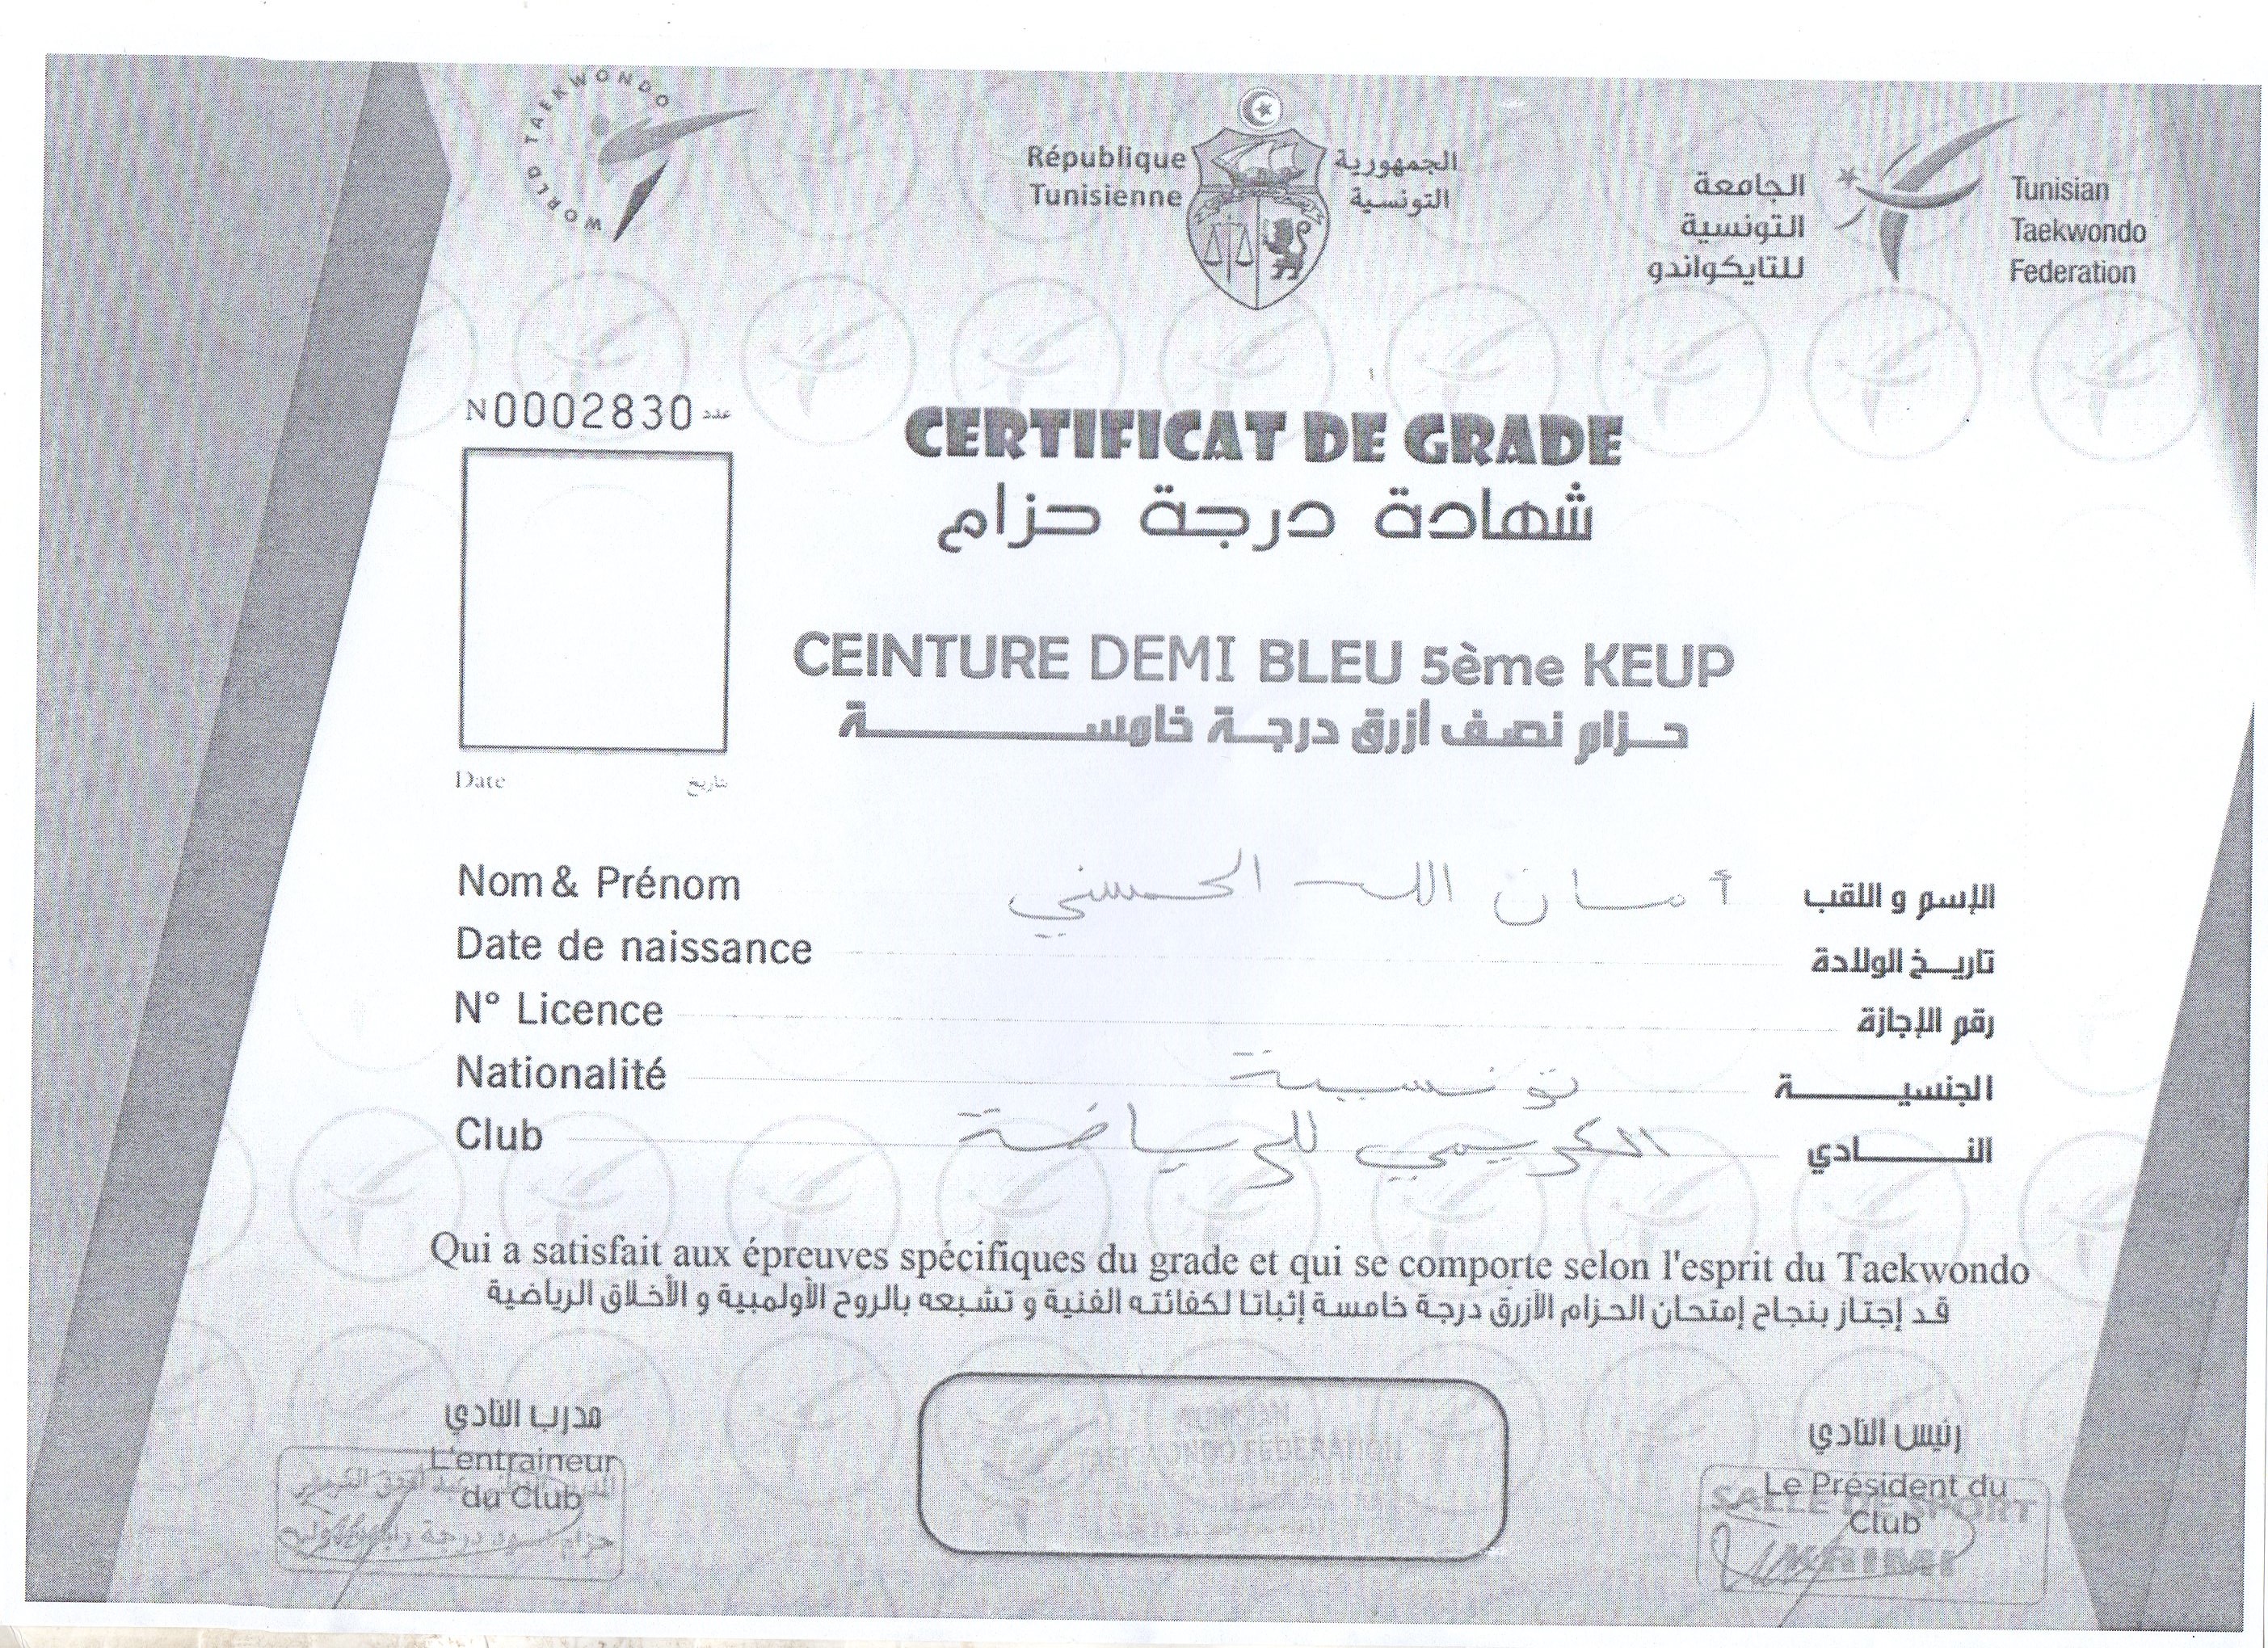 WORLD TAEKWONDO
République Tunisienne
الجمهورية التونسية
الجامعة التونسية للتايكواندو
Tunisian Taekwondo Federation
N0002830 عدد
CERTIFICAT DE GRADE
شهادة درجة حزام
CEINTURE DEMI BLEU 5ème KEUP
حزام نصف أزرق درجة خامسة
Date تاريخ
Nom & Prénom أمان الله الحسني الإسم و اللقب
Date de naissance تاريخ الولادة
N° Licence رقم الإجازة
Nationalité تونسية الجنسية
Club الكريمي للرياضة النادي
Qui a satisfait aux épreuves spécifiques du grade et qui se comporte selon l'esprit du Taekwondo
قد إجتاز بنجاح إمتحان الحزام الأزرق درجة خامسة إثباتا لكفائته الفنية و تشبعه بالروح الأولمبية و الأخلاق الرياضية
مدرب النادي
L'entraineur
du Club
TAEKWONDO FEDERATION
رئيس النادي
Le Président du
Club
SALLE DE SPORT